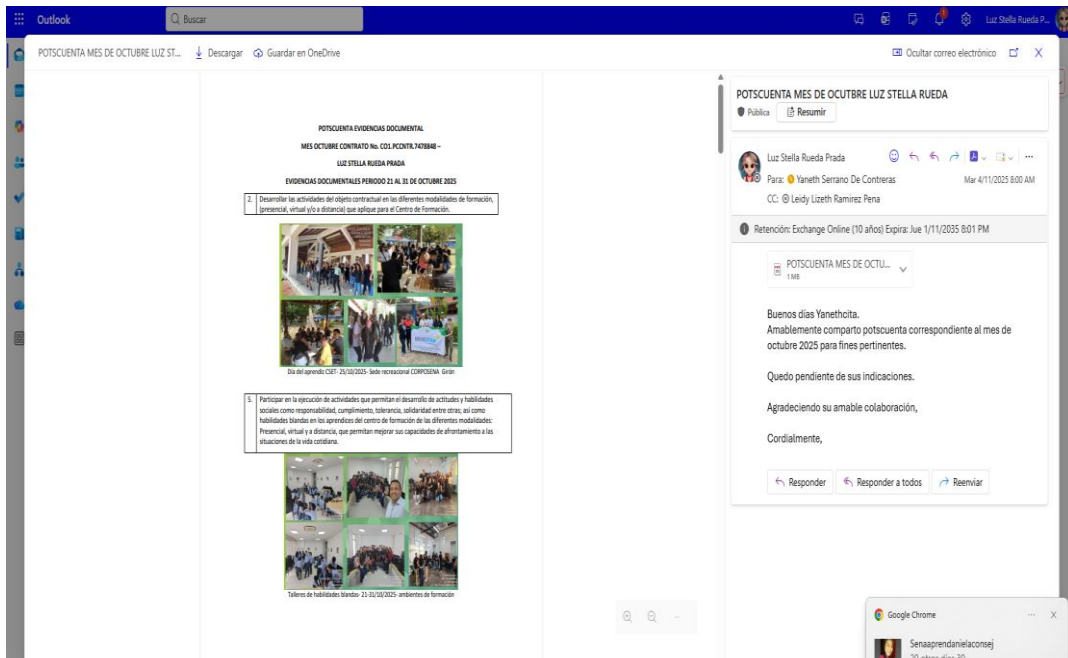 Outlook
Buscar
Luz Stella Rueda P...
POTSCUENTA MES DE OCTUBRE LUZ ST...
Descargar
Guardar en OneDrive
Ocultar correo electrónico
POTSCUENTA EVIDENCIAS DOCUMENTAL
MES OCTUBRE CONTRATO No. CO1.PCCNTR.7478848 –
LUZ STELLA RUEDA PRADA
EVIDENCIAS DOCUMENTALES PERIODO 21 AL 31 DE OCTUBRE 2025
2. Desarrollar las actividades del objeto contractual en las diferentes modalidades de formación,
(presencial, virtual y/o a distancia) que aplique para el Centro de Formación.
Dia del aprendo CSET- 25/10/2025- Sede recreacional CORPOSENA Girón
5. Participar en la ejecución de actividades que permitan el desarrollo de actitudes y habilidades
sociales como responsabilidad, cumplimiento, tolerancia, solidaridad entre otras; así como
habilidades blandas en los aprendices del centro de formación de las diferentes modalidades:
Presencial, virtual y a distancia, que permitan mejorar sus capacidades de afrontamiento a las
situaciones de la vida cotidiana.
Talleres de habilidades blandas- 21-31/10/2025- ambientes de formación
POTSCUENTA MES DE OCUTBRE LUZ STELLA RUEDA
Pública
Resumir
Luz Stella Rueda Prada
Para: Yaneth Serrano De Contreras
Mar 4/11/2025 8:00 AM
CC: Leidy Lizeth Ramirez Pena
Retención: Exchange Online (10 años) Expira: Jue 1/11/2035 8:01 PM
POTSCUENTA MES DE OCTU...
1 MB
Buenos días Yanethcita.
Amablemente comparto potscuenta correspondiente al mes de
octubre 2025 para fines pertinentes.
Quedo pendiente de sus indicaciones.
Agradeciendo su amable colaboración,
Cordialmente,
Responder
Responder a todos
Reenviar
Google Chrome
Senaaprendanielaconsej